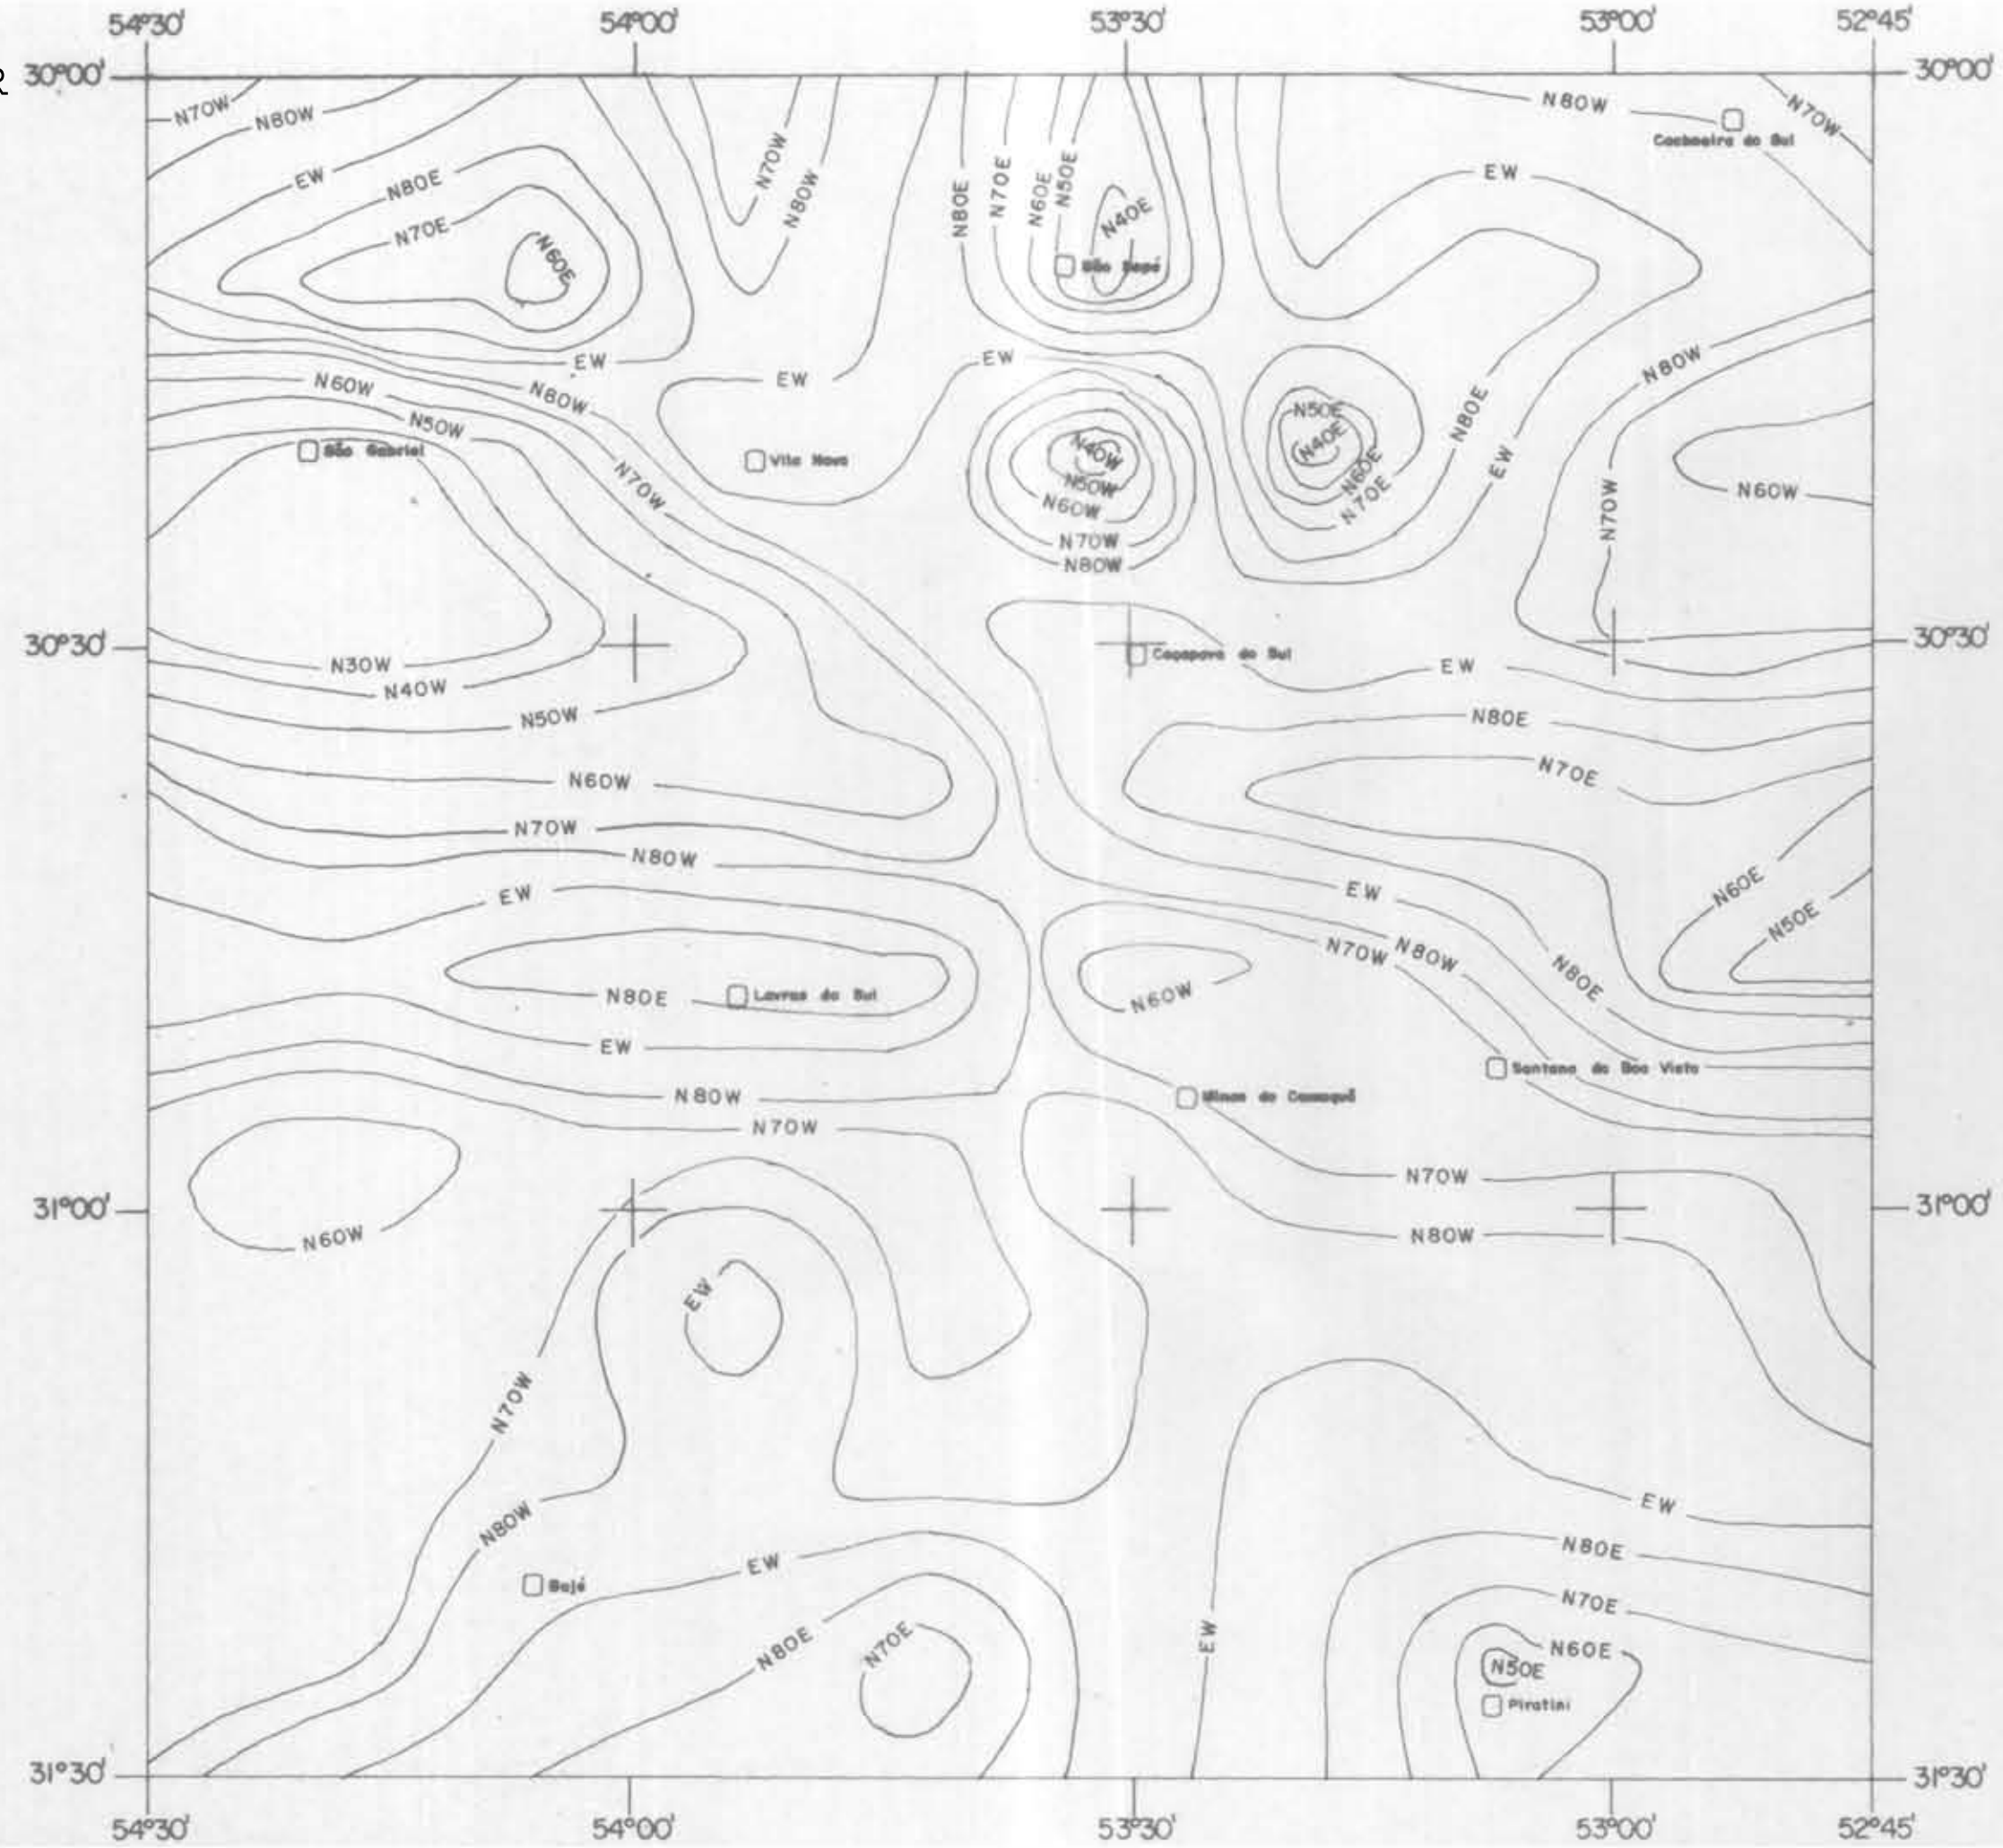 54°30' 54°00' 53°30' 53°00' 52°45'
30°00' 30°00'
N70W N80W N70W
N80W Cachoeira do Sul
EW N80E N70W N80W N80E N70E N60E N50E EW
N70E N40E
N60E São Sepé
EW EW EW N80W
N60W N80W N50E N80E
N50W N40W N40E
São Gabriel Vila Nova EW
N70W N50W N60E N60W
N60W N70E N70W
N70W
N80W
30°30' 30°30'
N30W Caçapava do Sul EW
N40W
N50W N80E
N60W N70E
N70W
N80W
EW EW N60E
N50E
N70W N80W
N80E Lavras do Sul N60W N80E
EW
Santana da Boa Vista
N80W Minas do Camaquã
N70W
N70W
31°00' 31°00'
N60W N80W
EW
N70W
EW
N80W
EW N80E
Bajé
N70E
N80E N70E EW N60E
N50E
Piratini
31°30' 31°30'
54°30' 54°00' 53°30' 53°00' 52°45'